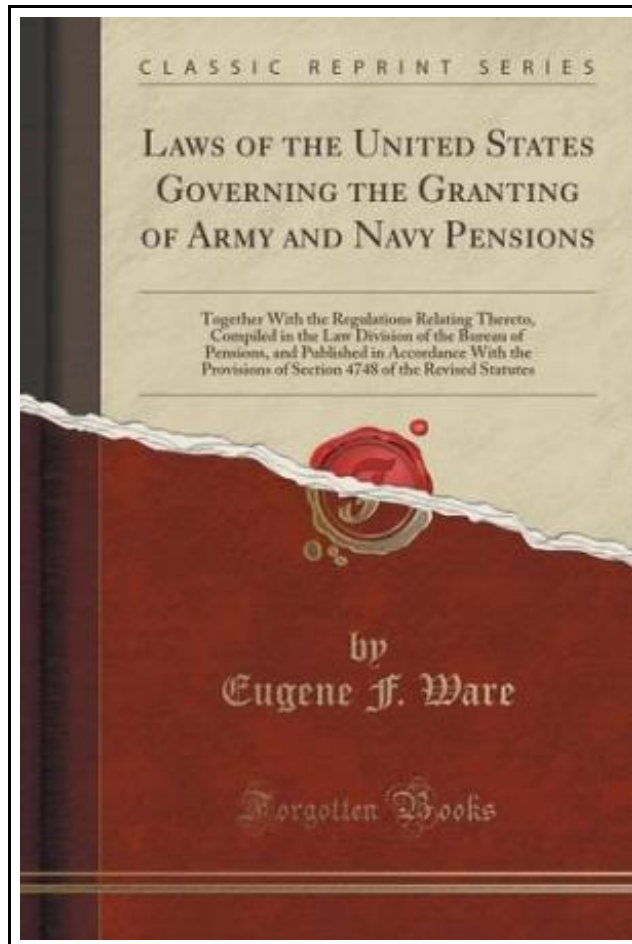 CLASSIC REPRINT SERIES
LAWS OF THE UNITED STATES
GOVERNING THE GRANTING
OF ARMY AND NAVY PENSIONS
Together With the Regulations Relating Thereto,
Compiled in the Law Division of the Bureau of
Pensions, and Published in Accordance With the
Provisions of Section 4748 of the Revised Statutes
F
by
Eugene F. Ware
Forgotten Books